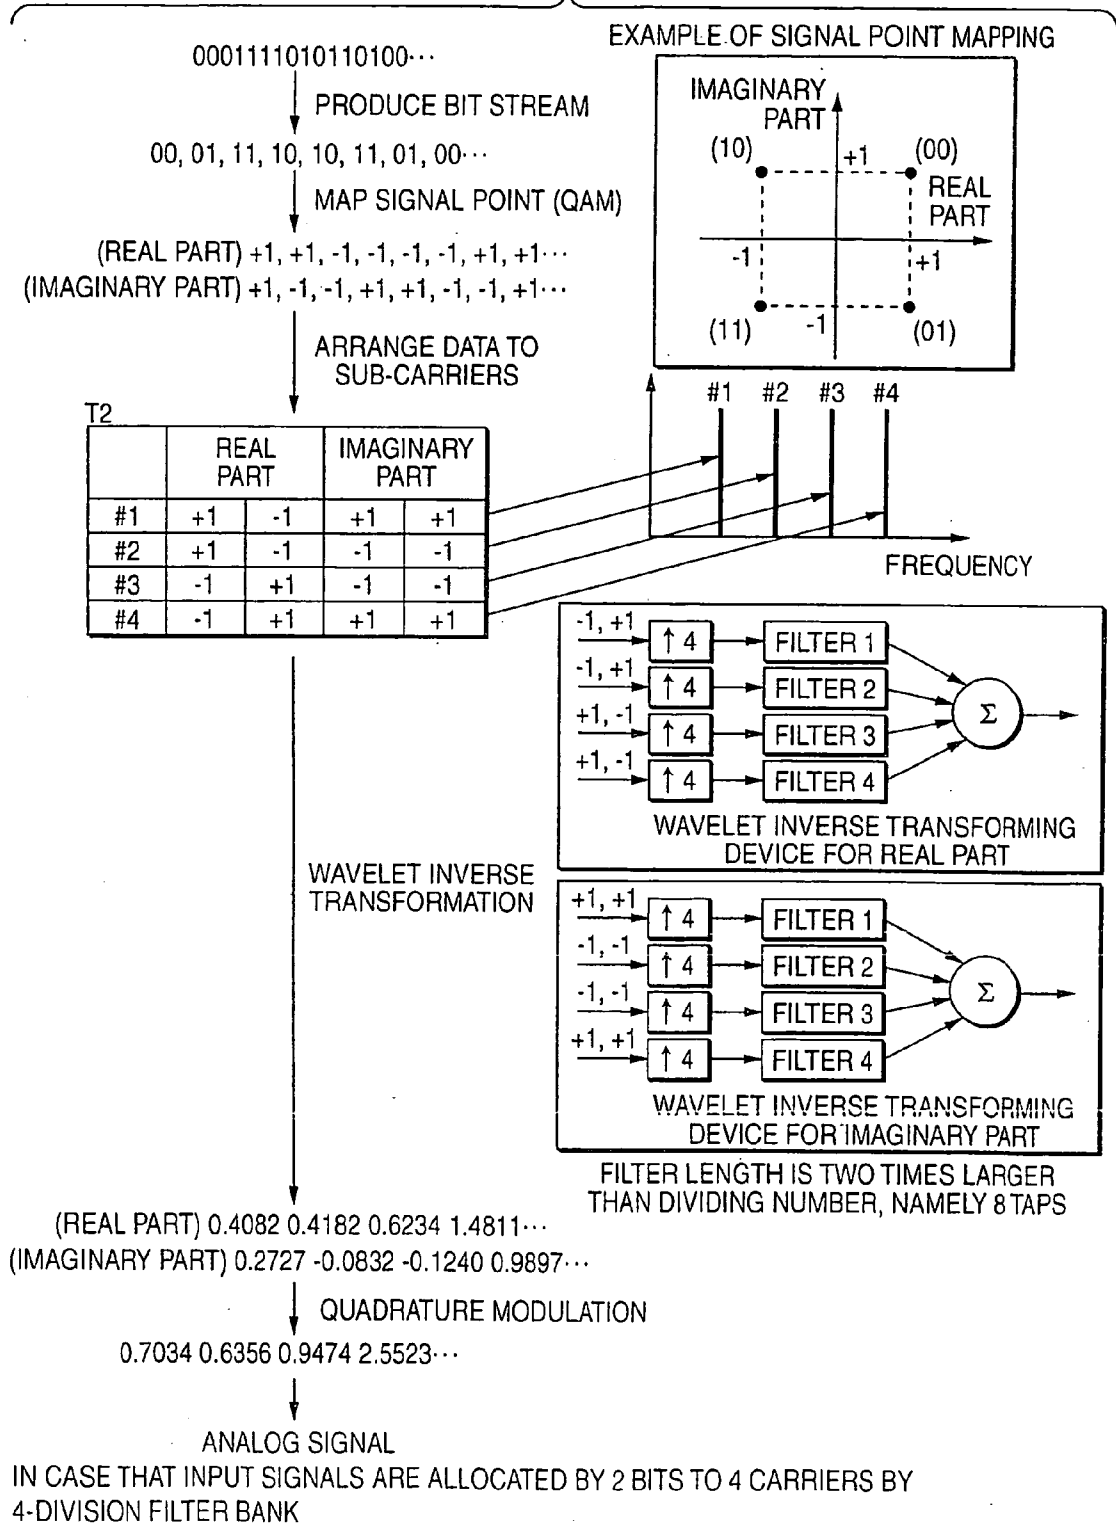 0001111010110100···
PRODUCE BIT STREAM
00, 01, 11, 10, 10, 11, 01, 00···
MAP SIGNAL POINT (QAM)
(REAL PART) +1, +1, -1, -1, -1, -1, +1, +1···
(IMAGINARY PART) +1, -1, -1, +1, +1, -1, -1, +1···
ARRANGE DATA TO
SUB-CARRIERS
EXAMPLE OF SIGNAL POINT MAPPING
IMAGINARY
PART
(10)
+1
(00)
REAL
PART
-1
+1
(11)
-1
(01)
T2
REAL
PART
IMAGINARY
PART
#1 +1 -1 +1 +1
#2 +1 -1 -1 -1
#3 -1 +1 -1 -1
#4 -1 +1 +1 +1
#1 #2 #3 #4
FREQUENCY
-1, +1 ↑ 4 FILTER 1
-1, +1 ↑ 4 FILTER 2
+1, -1 ↑ 4 FILTER 3
+1, -1 ↑ 4 FILTER 4
Σ
WAVELET INVERSE TRANSFORMING
DEVICE FOR REAL PART
WAVELET INVERSE
TRANSFORMATION
+1, +1 ↑ 4 FILTER 1
-1, -1 ↑ 4 FILTER 2
-1, -1 ↑ 4 FILTER 3
+1, +1 ↑ 4 FILTER 4
Σ
WAVELET INVERSE TRANSFORMING
DEVICE FOR IMAGINARY PART
FILTER LENGTH IS TWO TIMES LARGER
THAN DIVIDING NUMBER, NAMELY 8 TAPS
(REAL PART) 0.4082 0.4182 0.6234 1.4811···
(IMAGINARY PART) 0.2727 -0.0832 -0.1240 0.9897···
QUADRATURE MODULATION
0.7034 0.6356 0.9474 2.5523···
ANALOG SIGNAL
IN CASE THAT INPUT SIGNALS ARE ALLOCATED BY 2 BITS TO 4 CARRIERS BY
4-DIVISION FILTER BANK